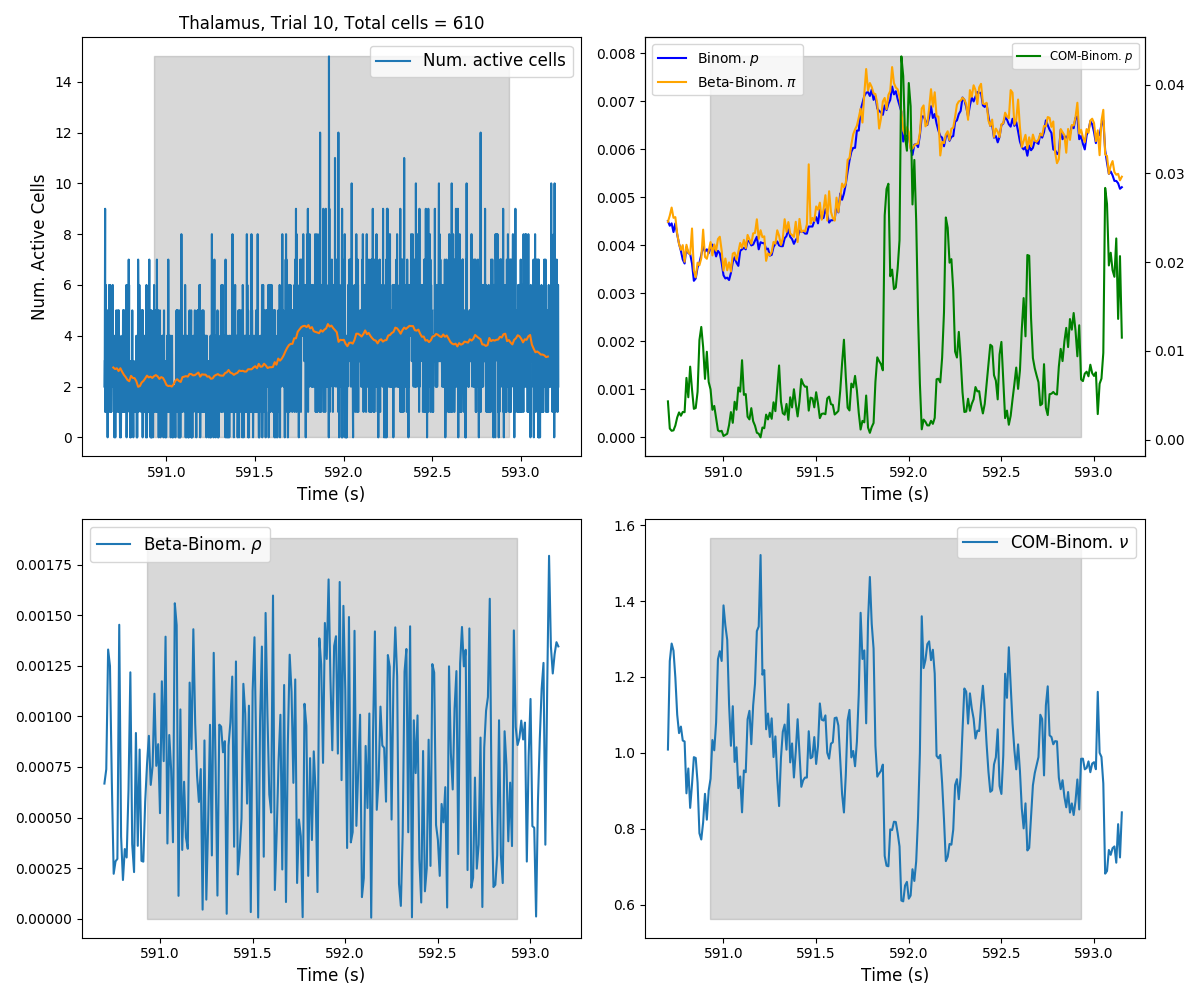 Thalamus, Trial 10, Total cells = 610
Num. active cells
14
12
10
8
6
4
2
0
Num. Active Cells
591.0 591.5 592.0 592.5 593.0
Time (s)
Binom. p
Beta-Binom. π
COM-Binom. p
0.008
0.007
0.006
0.005
0.004
0.003
0.002
0.001
0.000
0.04
0.03
0.02
0.01
0.00
591.0 591.5 592.0 592.5 593.0
Time (s)
Beta-Binom. ρ
0.00175
0.00150
0.00125
0.00100
0.00075
0.00050
0.00025
0.00000
591.0 591.5 592.0 592.5 593.0
Time (s)
COM-Binom. ν
1.6
1.4
1.2
1.0
0.8
0.6
591.0 591.5 592.0 592.5 593.0
Time (s)